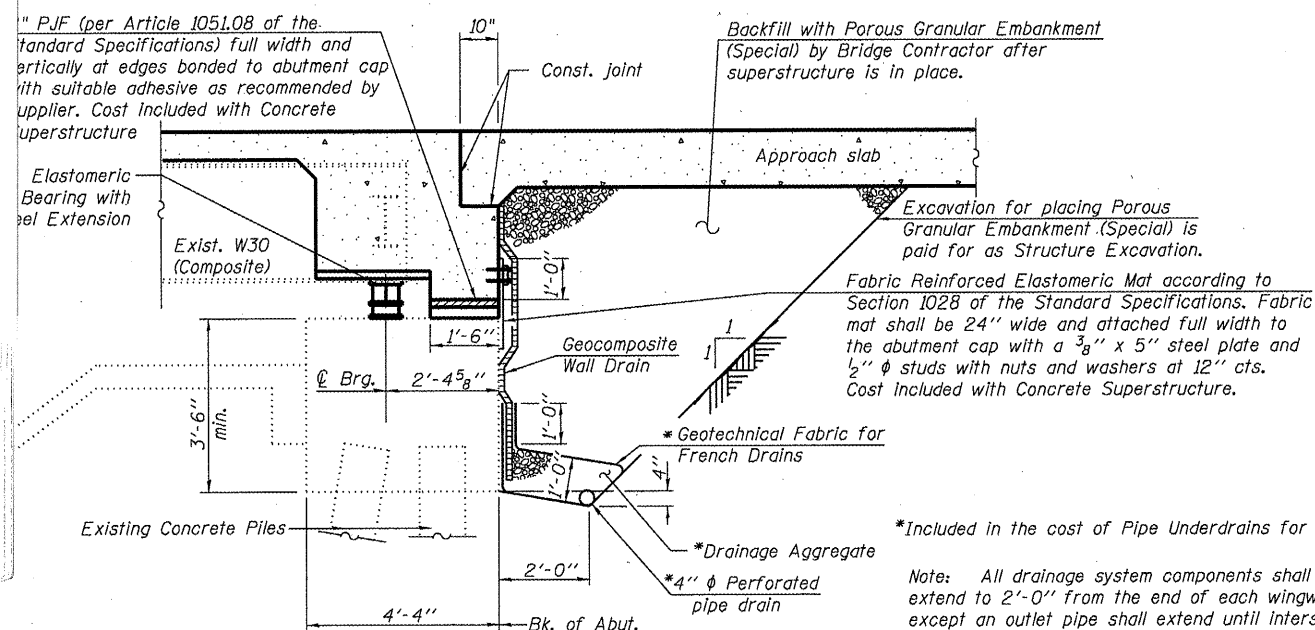 " PJF (per Article 1051.08 of the
tandard Specifications) full width and
ertically at edges bonded to abutment cap
ith suitable adhesive as recommended by
upplier. Cost included with Concrete
uperstructure
10"
Const. joint
Backfill with Porous Granular Embankment
(Special) by Bridge Contractor after
superstructure is in place.
Approach slab
Elastomeric
Bearing with
eel Extension
Exist. W30
(Composite)
Excavation for placing Porous
Granular Embankment (Special) is
paid for as Structure Excavation.
1'-0"
Fabric Reinforced Elastomeric Mat according to
Section 1028 of the Standard Specifications. Fabric
mat shall be 24" wide and attached full width to
the abutment cap with a 3/8" x 5" steel plate and
1/2" ϕ studs with nuts and washers at 12" cts.
Cost included with Concrete Superstructure.
1'-6"
Geocomposite
Wall Drain
1
1
℄ Brg.
2'-4 5/8"
3'-6"
min.
1'-0"
* Geotechnical Fabric for
French Drains
1'-0"
4"
Existing Concrete Piles
*Drainage Aggregate
*4" ϕ Perforated
pipe drain
2'-0"
4'-4"
Bk. of Abut.
*Included in the cost of Pipe Underdrains for
Note: All drainage system components shall
extend to 2'-0" from the end of each wingw
except an outlet pipe shall extend until inters